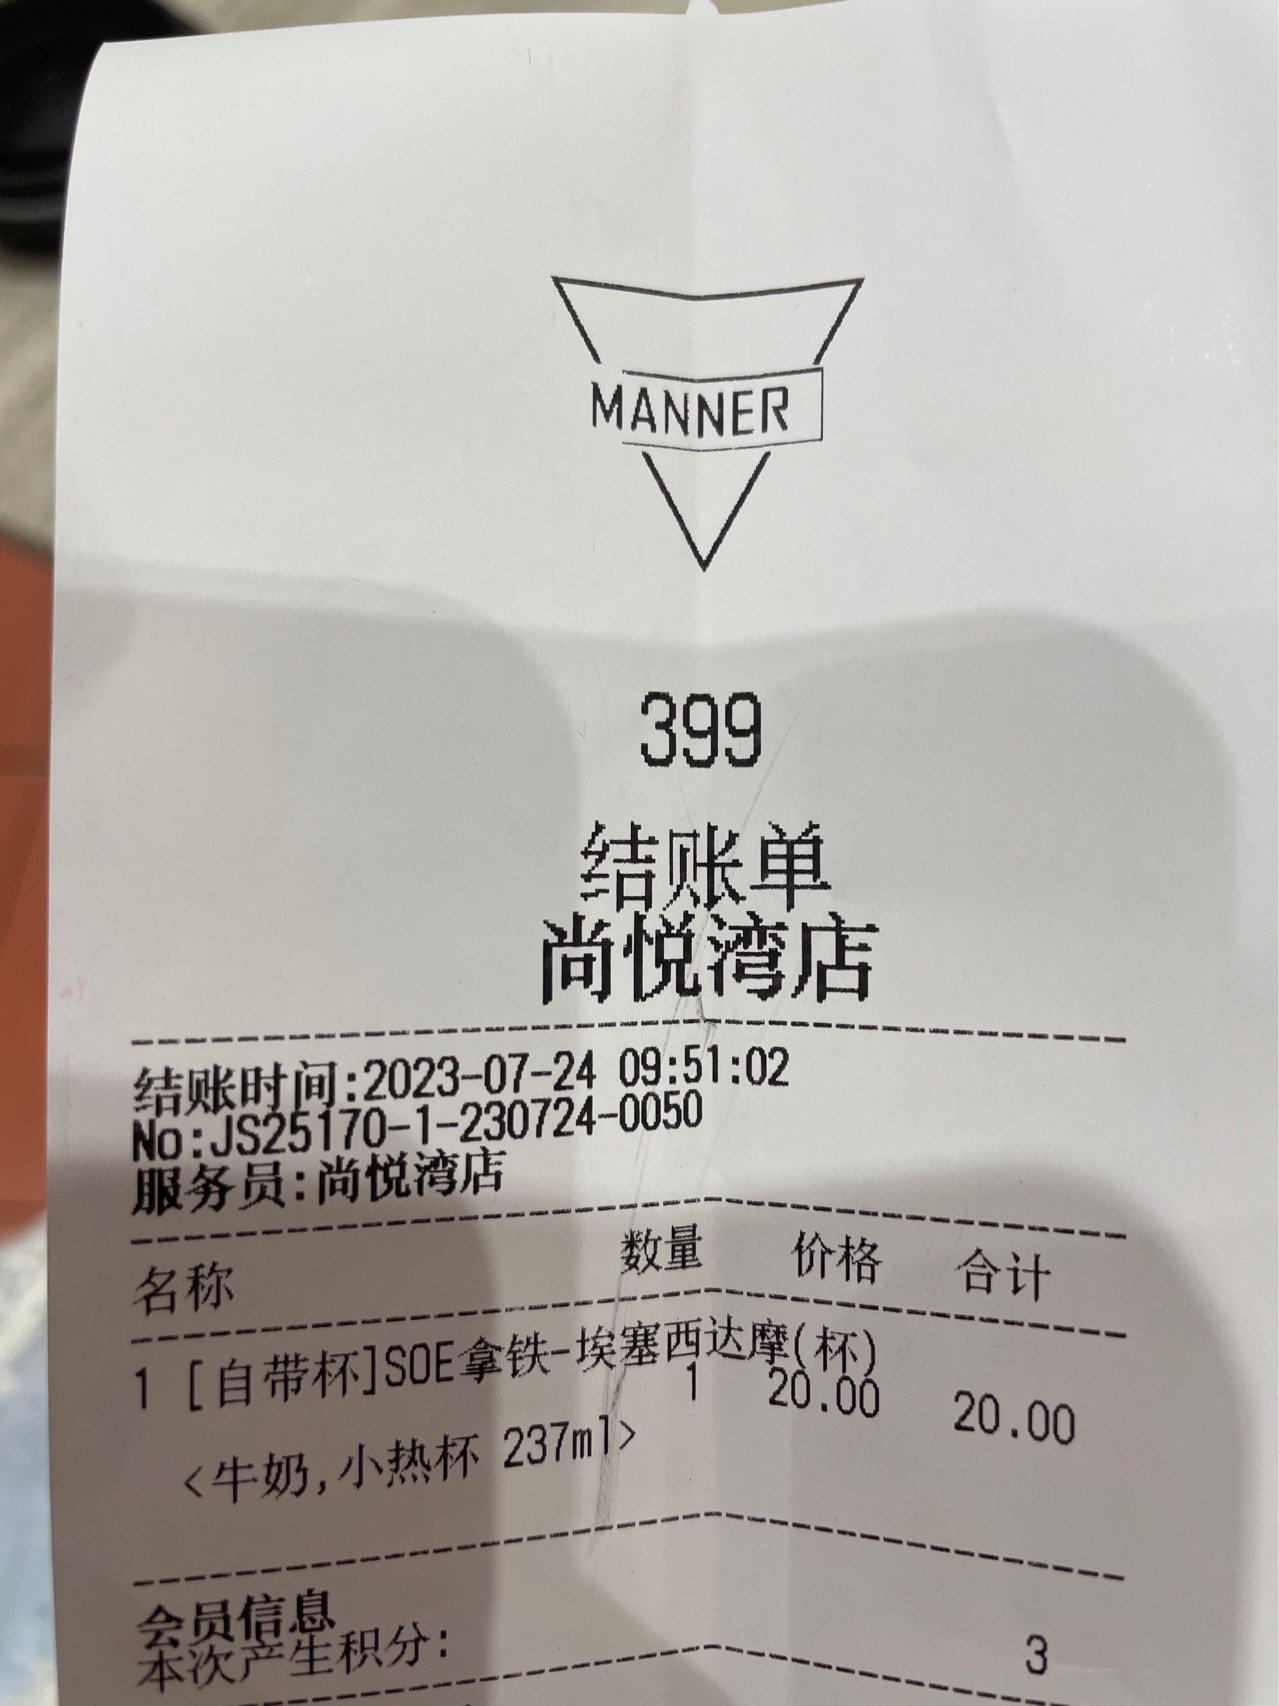 MANNER
399
结账单
尚悦湾店
结账时间:2023-07-24 09:51:02
No:JS25170-1-230724-0050
服务员:尚悦湾店
名称 数量 价格 合计
1 [自带杯]SOE拿铁-埃塞西达摩(杯)
1 20.00 20.00
<牛奶,小热杯 237ml>
会员信息
本次产生积分: 3